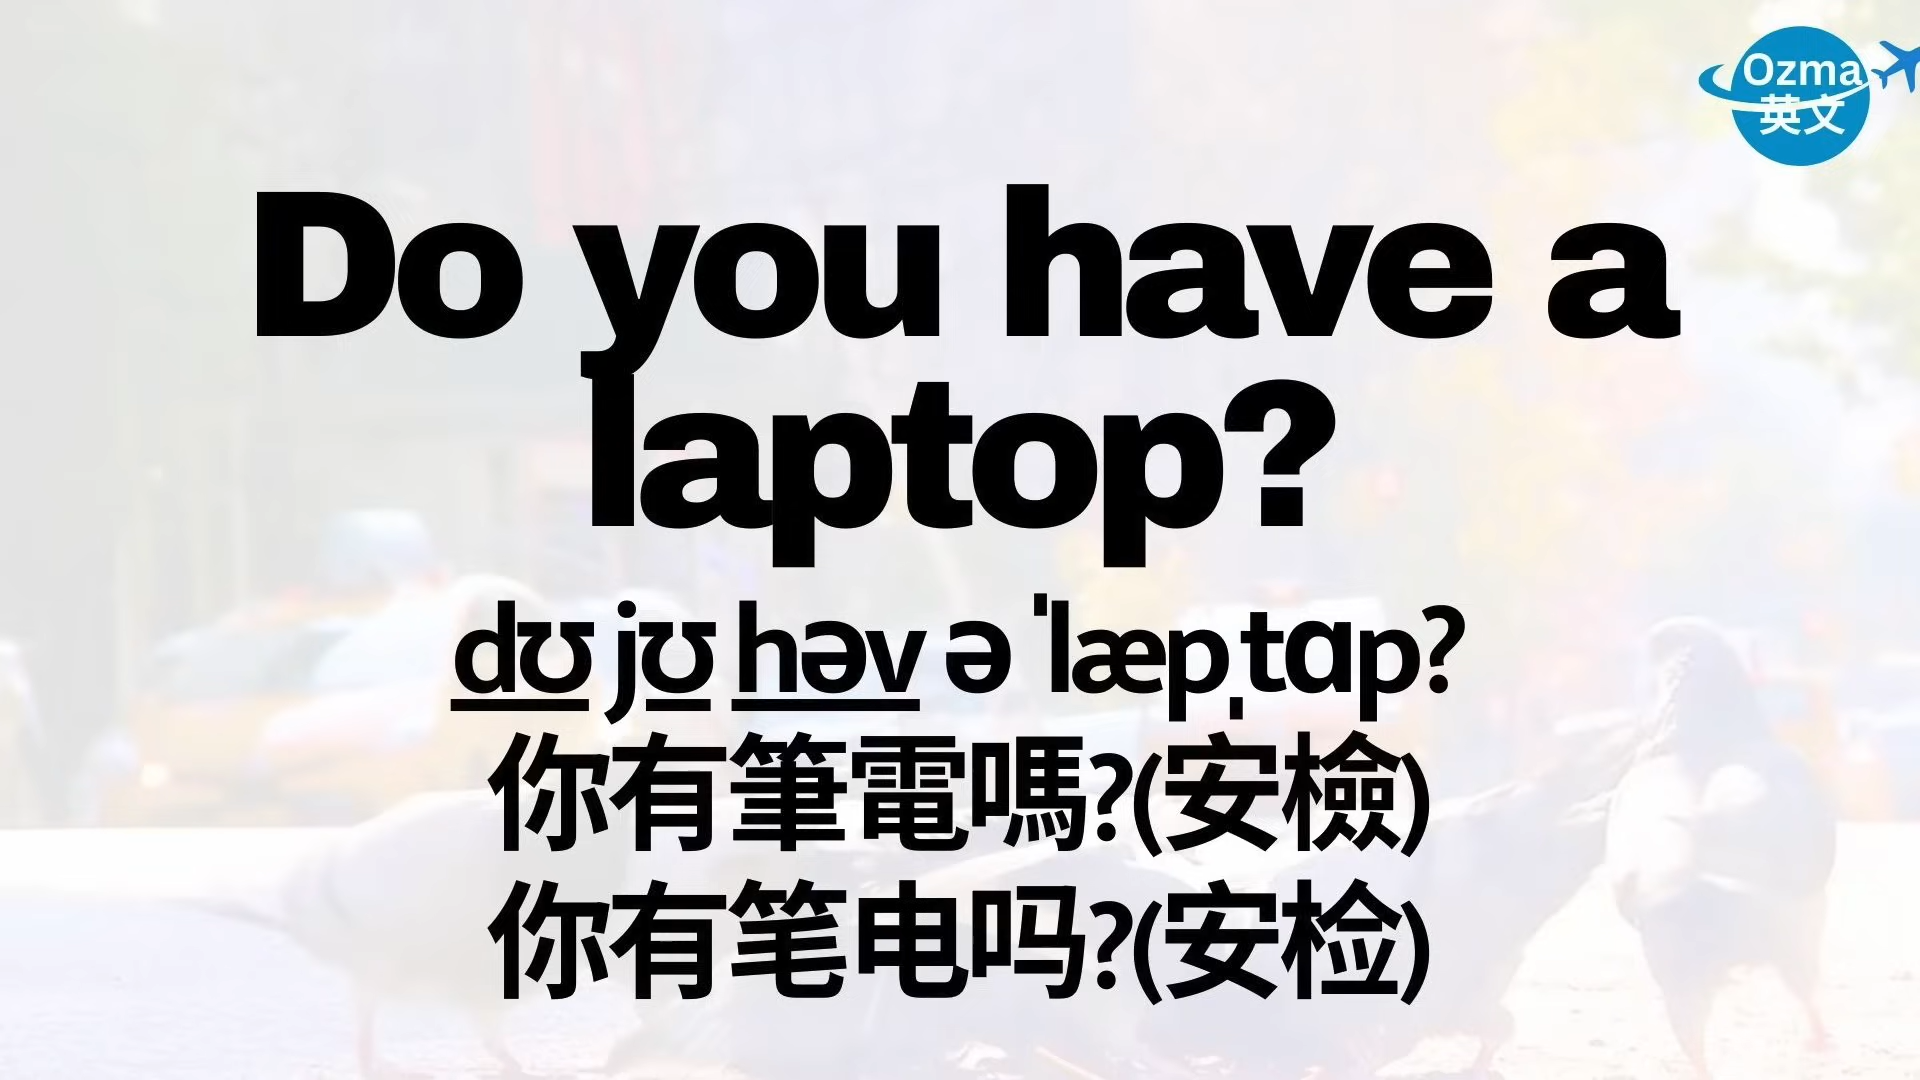 Ozma
英文
Do you have a
laptop?
dʊ jʊ həv ə ˈlæpˌtɑp?
你有筆電嗎?(安檢)
你有笔电吗?(安检)